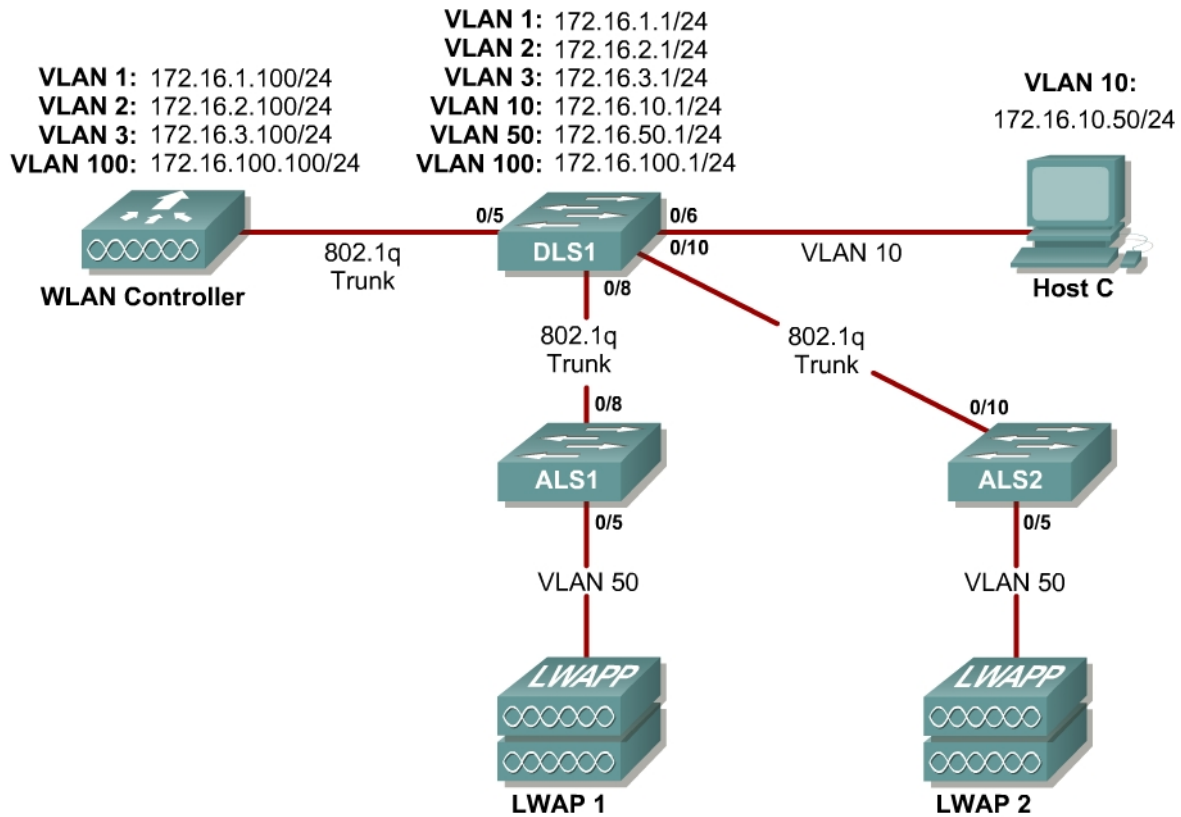 VLAN 1: 172.16.1.1/24
VLAN 2: 172.16.2.1/24
VLAN 3: 172.16.3.1/24
VLAN 10: 172.16.10.1/24
VLAN 50: 172.16.50.1/24
VLAN 100: 172.16.100.1/24
VLAN 1: 172.16.1.100/24
VLAN 2: 172.16.2.100/24
VLAN 3: 172.16.3.100/24
VLAN 100: 172.16.100.100/24
VLAN 10:
172.16.10.50/24
WLAN Controller
802.1q
Trunk
0/5
DLS1
0/6
0/10
0/8
VLAN 10
Host C
802.1q
Trunk
802.1q
Trunk
0/8
ALS1
0/5
0/10
ALS2
0/5
VLAN 50
VLAN 50
LWAPP
LWAP 1
LWAPP
LWAP 2